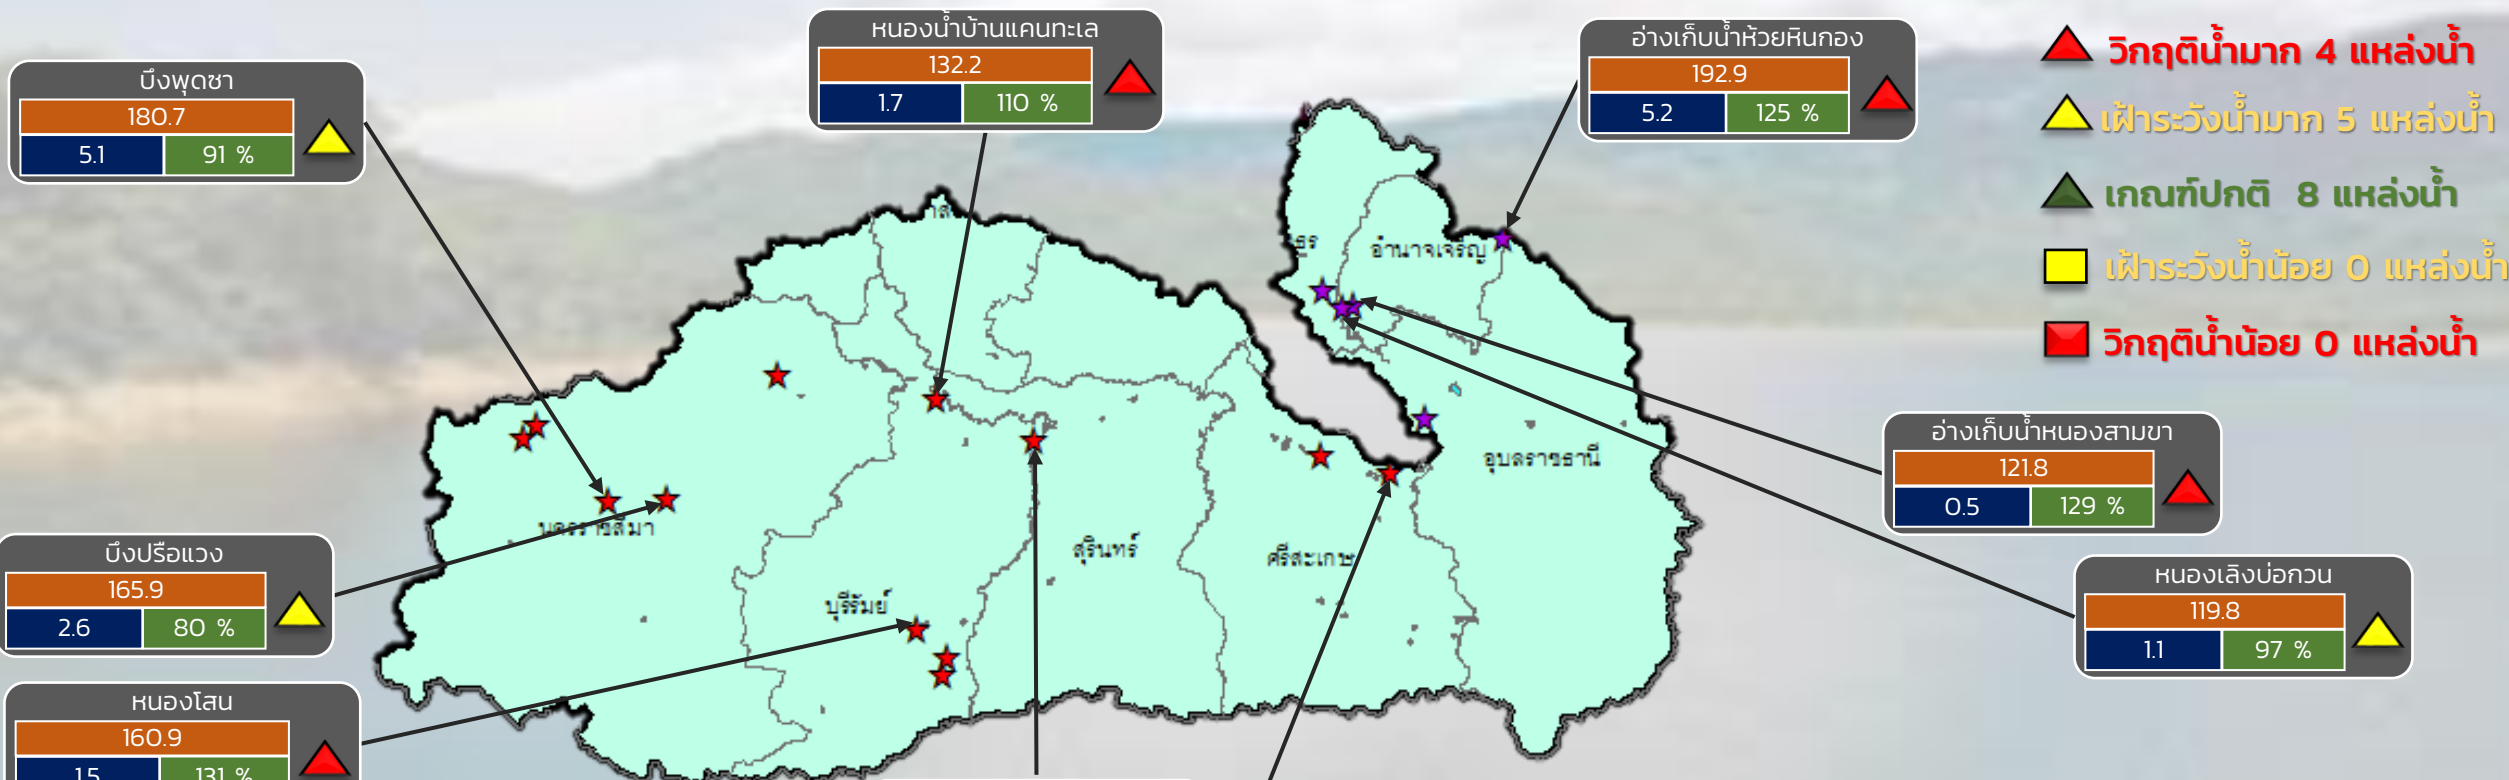 หนองน้ำบ้านแคนทะเล
132.2
1.7 110 %
อ่างเก็บน้ำห้วยหินกอง
192.9
5.2 125 %
วิกฤติน้ำมาก 4 แหล่งน้ำ
เฝ้าระวังน้ำมาก 5 แหล่งน้ำ
เกณฑ์ปกติ 8 แหล่งน้ำ
เฝ้าระวังน้ำน้อย 0 แหล่งน้ำ
วิกฤติน้ำน้อย 0 แหล่งน้ำ
บึงพุดซา
180.7
5.1 91 %
อำนาจเจริญ
อ่างเก็บน้ำหนองสามขา
121.8
0.5 129 %
อุบลราชธานี
นครราชสีมา
สุรินทร์
ศรีสะเกษ
บุรีรัมย์
บึงปรือแวง
165.9
2.6 80 %
หนองเลิงบ่อกวน
119.8
1.1 97 %
หนองโสน
160.9
1.5 131 %